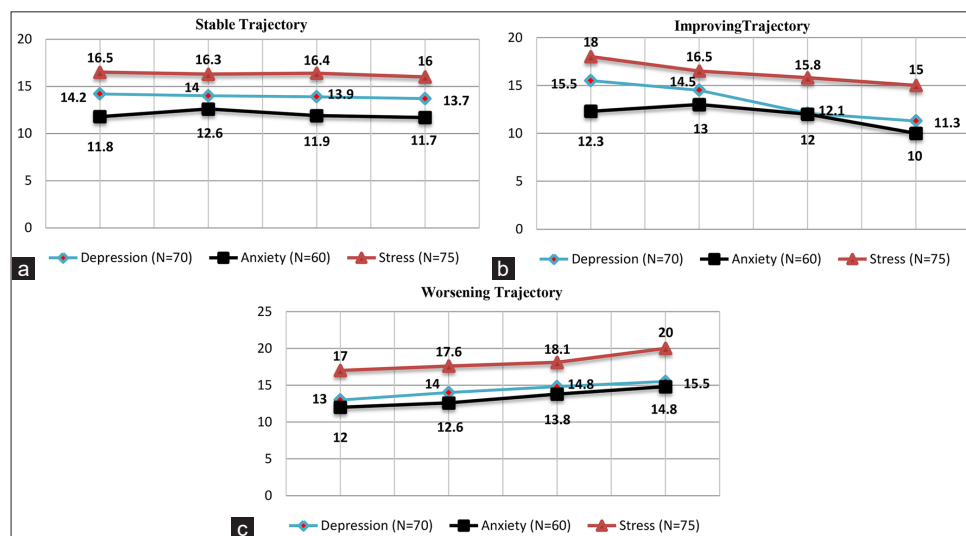 Stable Trajectory
20
15
10
5
0
16.5 16.3 16.4 16
14.2 14 13.9 13.7
11.8 12.6 11.9 11.7
Depression (N=70) Anxiety (N=60) Stress (N=75)
a
ImprovingTrajectory
20
15
10
5
0
18 16.5 15.8 15
15.5 14.5 12.1 11.3
12.3 13 12 10
Depression (N=70) Anxiety (N=60) Stress (N=75)
b
Worsening Trajectory
25
20
15
10
5
0
17 17.6 18.1 20
13 14 14.8 15.5
12 12.6 13.8 14.8
Depression (N=70) Anxiety (N=60) Stress (N=75)
c